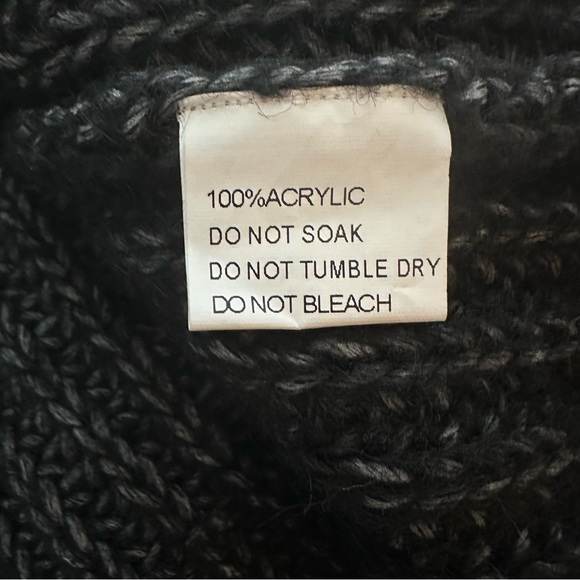 100%ACRYLIC
DO NOT SOAK
DO NOT TUMBLE DRY
DO NOT BLEACH